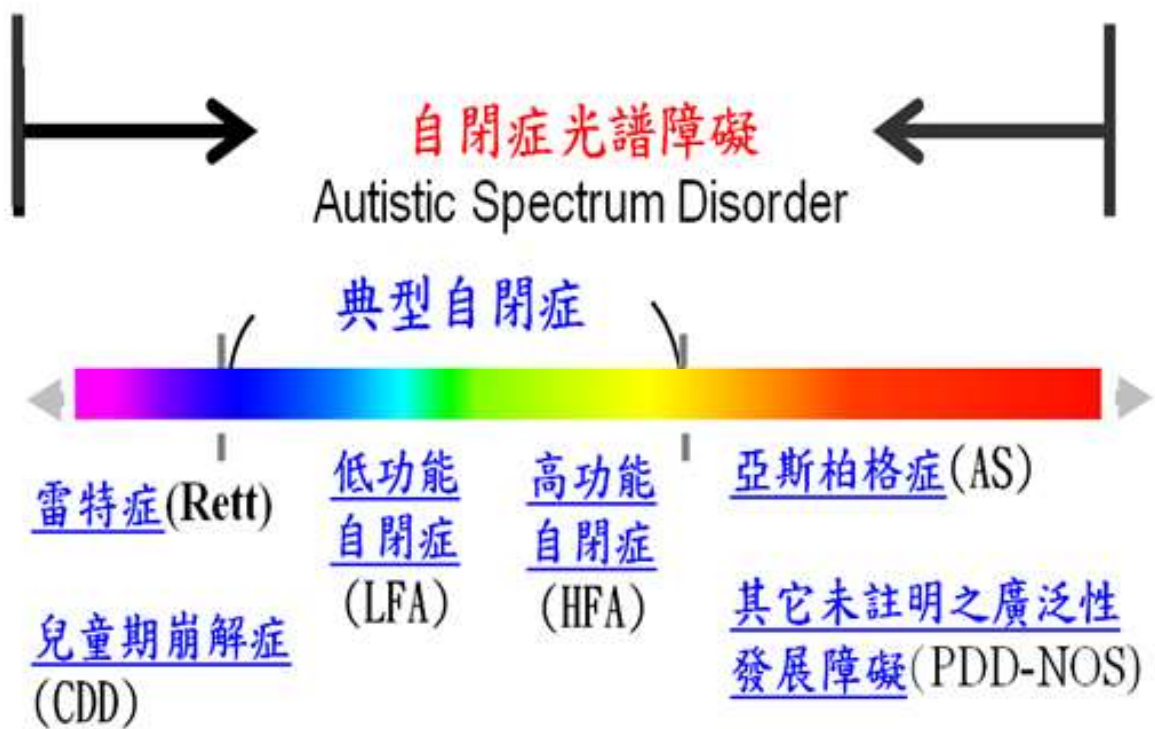 自閉症光譜障礙
Autistic Spectrum Disorder
典型自閉症
雷特症(Rett)
兒童期崩解症
(CDD)
低功能
自閉症
(LFA)
高功能
自閉症
(HFA)
亞斯柏格症(AS)
其它未註明之廣泛性
發展障礙(PDD-NOS)